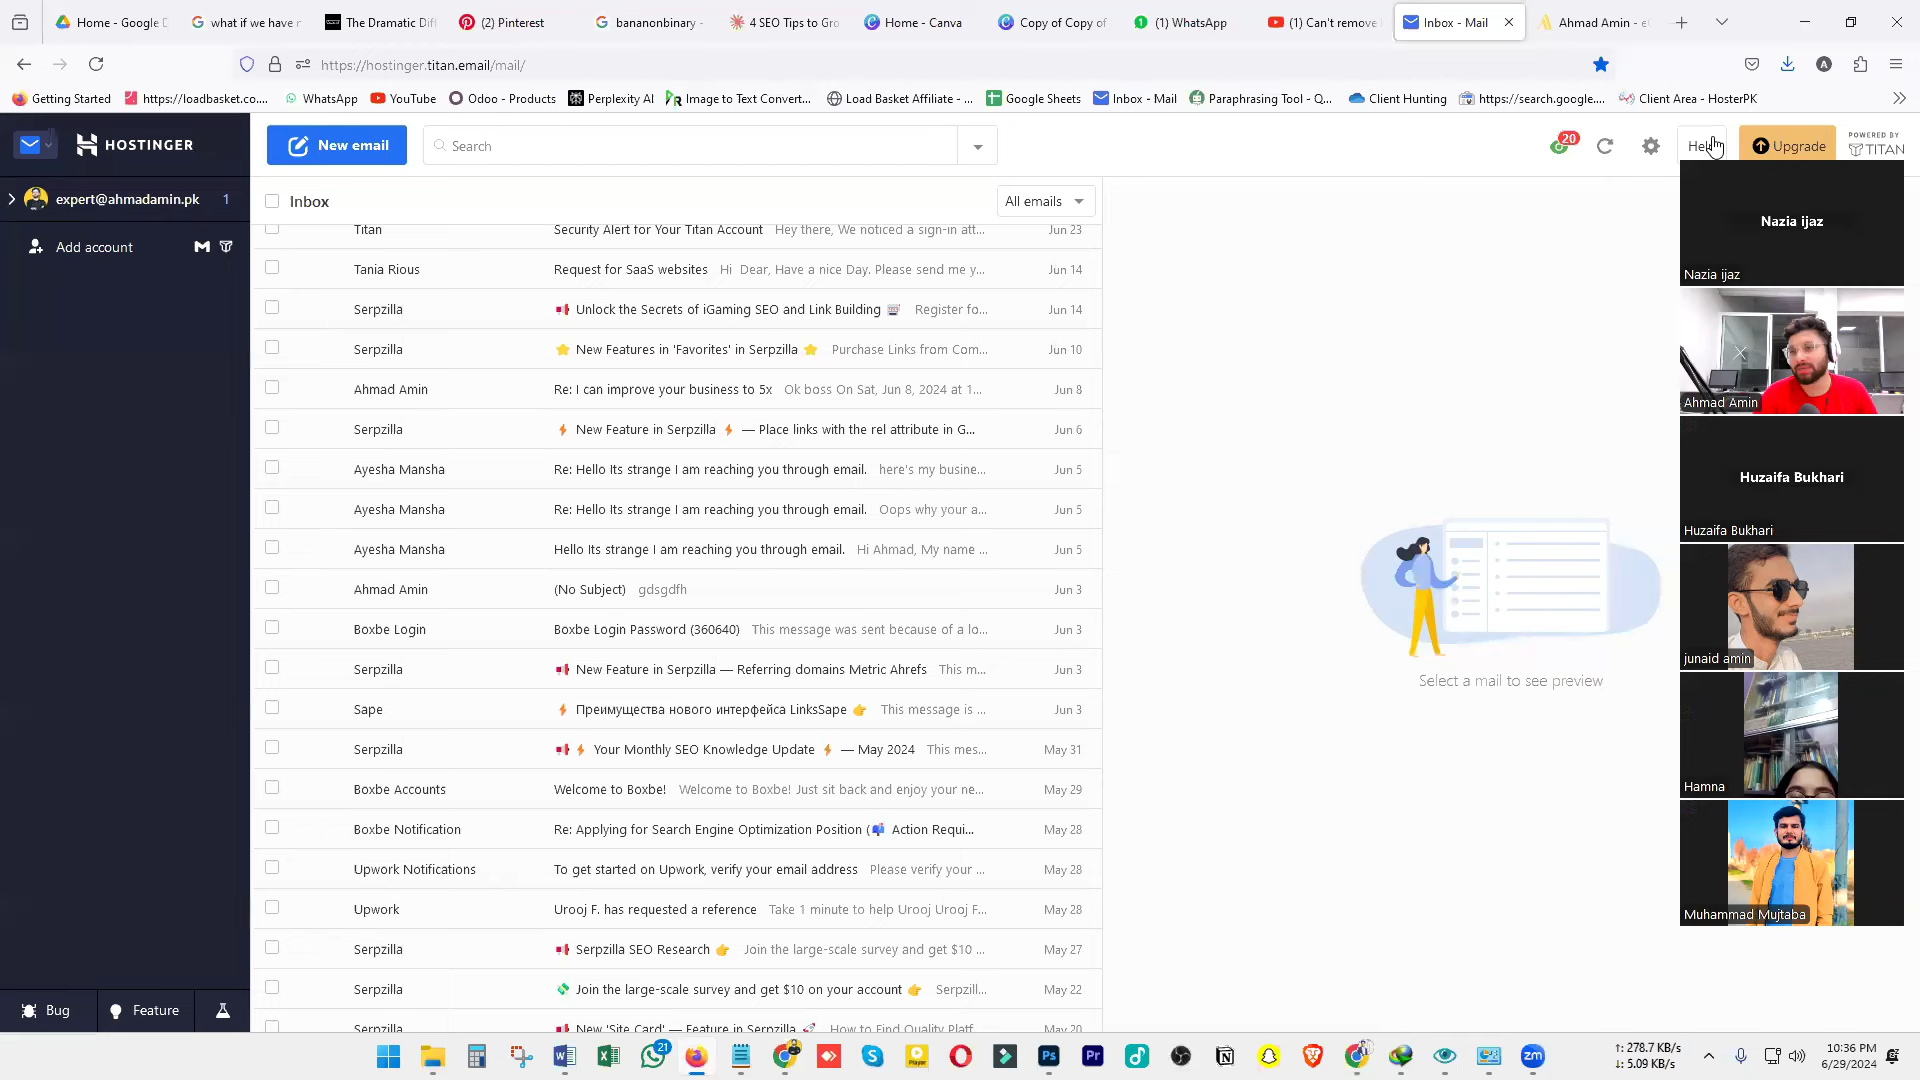 Home - Google D
what if we have r
The Dramatic Dif
(2) Pinterest
bananonbinary -
4 SEO Tips to Gro
Home - Canva
Copy of Copy of
(1) WhatsApp
(1) Can't remove
Inbox - Mail
Ahmad Amin - e
https://hostinger.titan.email/mail/
Getting Started
https://loadbasket.co....
WhatsApp
YouTube
Odoo - Products
Perplexity AI
Image to Text Convert...
Load Basket Affiliate - ...
Google Sheets
Inbox - Mail
Paraphrasing Tool - Q...
Client Hunting
https://search.google....
Client Area - HosterPK
HOSTINGER
New email
Search
20
Upgrade
POWERED BY
TITAN
expert@ahmadamin.pk 1
Add account
Inbox
All emails
Titan Security Alert for Your Titan Account Hey there, We noticed a sign-in att... Jun 23
Tania Rious Request for SaaS websites Hi Dear, Have a nice Day. Please send me y... Jun 14
Serpzilla 📢 Unlock the Secrets of iGaming SEO and Link Building 🎰 Register fo... Jun 14
Serpzilla ⭐ New Features in 'Favorites' in Serpzilla ⭐ Purchase Links from Com... Jun 10
Ahmad Amin Re: I can improve your business to 5x Ok boss On Sat, Jun 8, 2024 at 1... Jun 8
Serpzilla ⚡ New Feature in Serpzilla ⚡ — Place links with the rel attribute in G... Jun 6
Ayesha Mansha Re: Hello Its strange I am reaching you through email. here's my busine... Jun 5
Ayesha Mansha Re: Hello Its strange I am reaching you through email. Oops why your a... Jun 5
Ayesha Mansha Hello Its strange I am reaching you through email. Hi Ahmad, My name ... Jun 5
Ahmad Amin (No Subject) gdsgdfh Jun 3
Boxbe Login Boxbe Login Password (360640) This message was sent because of a lo... Jun 3
Serpzilla 📢 New Feature in Serpzilla — Referring domains Metric Ahrefs This m... Jun 3
Sape ⚡ Преимущества нового интерфейса LinksSape 👉 This message is ... Jun 3
Serpzilla 📢⚡ Your Monthly SEO Knowledge Update ⚡ — May 2024 This mes... May 31
Boxbe Accounts Welcome to Boxbe! Welcome to Boxbe! Just sit back and enjoy your ne... May 29
Boxbe Notification Re: Applying for Search Engine Optimization Position (📬 Action Requi... May 28
Upwork Notifications To get started on Upwork, verify your email address Please verify your ... May 28
Upwork Urooj F. has requested a reference Take 1 minute to help Urooj Urooj F... May 28
Serpzilla 📢 Serpzilla SEO Research 👉 Join the large-scale survey and get $10 ... May 27
Serpzilla 💸 Join the large-scale survey and get $10 on your account 👉 Serpzill... May 22
Serpzilla 📢 New 'Site Card' — Feature in Serpzilla 🚀 How to Find Quality Platf... May 20
Select a mail to see preview
Nazia ijaz
Nazia ijaz
Ahmad Amin
Huzaifa Bukhari
Huzaifa Bukhari
junaid amin
Hamna
Muhammad Mujtaba
Bug
Feature
21
↑: 278.7 KB/s
↓: 5.09 KB/s
10:36 PM
6/29/2024